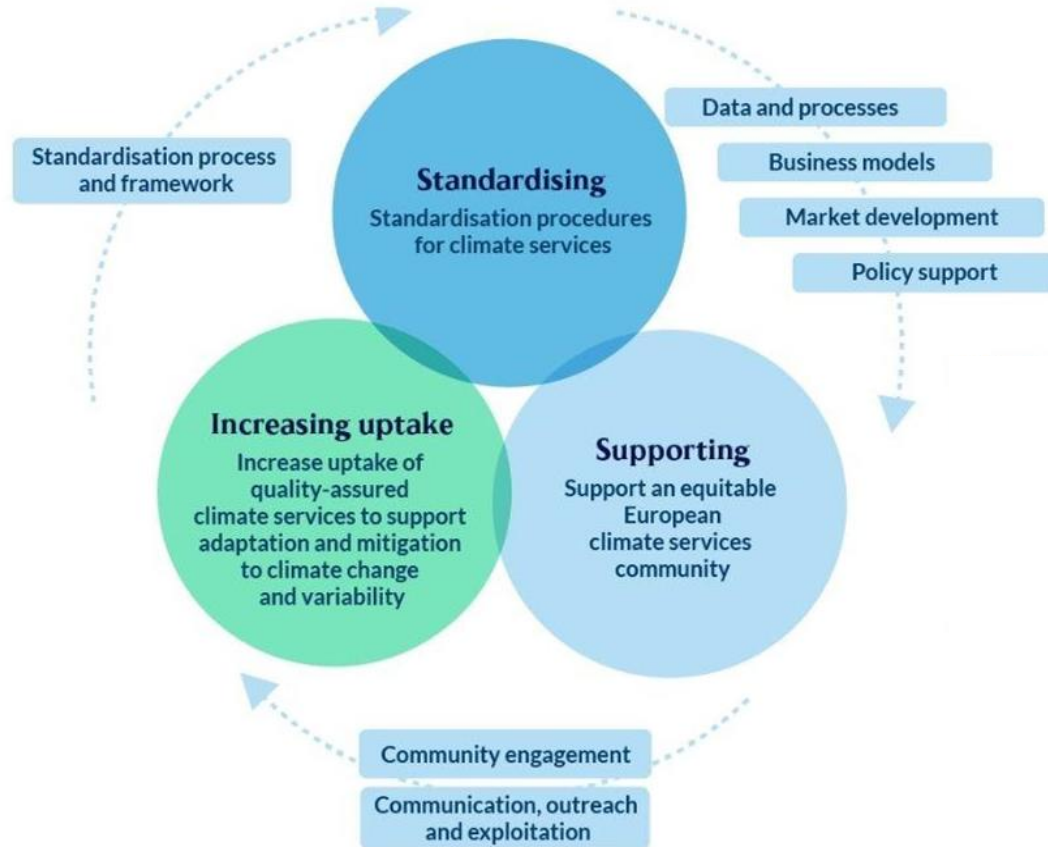 Standardisation process
and framework
Standardising
Standardisation procedures
for climate services
Data and processes
Business models
Market development
Policy support
Increasing uptake
Increase uptake of
quality-assured
climate services to support
adaptation and mitigation
to climate change
and variability
Supporting
Support an equitable
European
climate services
community
Community engagement
Communication, outreach
and exploitation